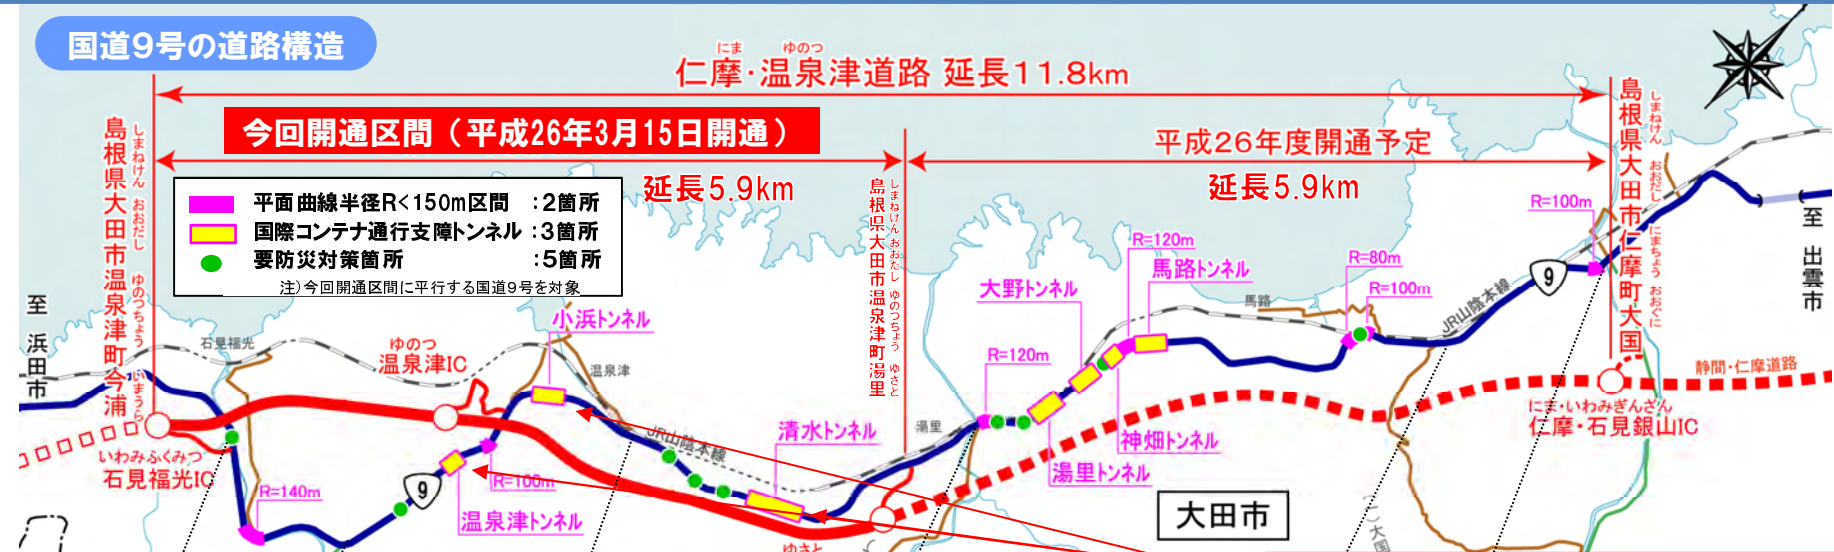 国道9号の道路構造
にま ゆのつ
仁摩・温泉津道路 延長11.8km
今回開通区間(平成26年3月15日開通)
延長5.9km
平成26年度開通予定
延長5.9km
平面曲線半径R<150m区間 :2箇所
国際コンテナ通行支障トンネル :3箇所
要防災対策箇所 :5箇所
注)今回開通区間に平行する国道9号を対象
しまねけん おおだし ゆのつちょう いまうら
島根県大田市温泉津町今浦
しまねけん おおだし ゆのつちょう ゆさと
島根県大田市温泉津町湯里
しまねけん おおだし にまちょう おおぐに
島根県大田市仁摩町大国
至 浜田市
至 出雲市
石見福光
ゆのつ
温泉津IC
小浜トンネル
温泉津
いわみふくみつ
石見福光IC
R=140m
9
R=100m
温泉津トンネル
JR山陰本線
清水トンネル
ゆさと
湯里
R=120m
大野トンネル
R=120m
馬路トンネル
湯里トンネル
神畑トンネル
馬路
R=80m
R=100m
JR山陰本線
9
R=100m
静間・仁摩道路
にま・いわみぎんざん
仁摩・石見銀山IC
大田市